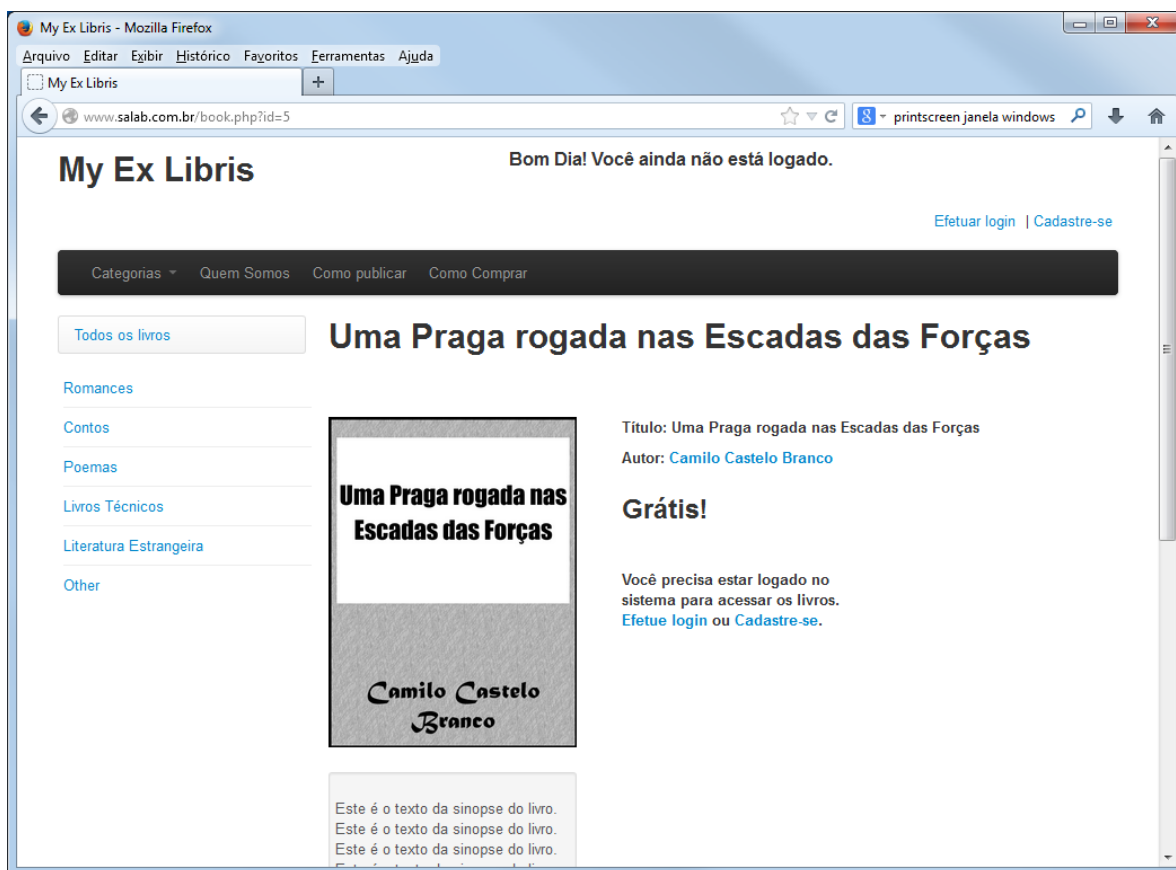 My Ex Libris - Mozilla Firefox
Arquivo Editar Exibir Histórico Favoritos Ferramentas Ajuda
My Ex Libris +
www.salab.com.br/book.php?id=5
8 printscreen janela windows
My Ex Libris
Bom Dia! Você ainda não está logado.
Efetuar login | Cadastre-se
Categorias Quem Somos Como publicar Como Comprar
Todos os livros
Romances
Contos
Poemas
Livros Técnicos
Literatura Estrangeira
Other
Uma Praga rogada nas Escadas das Forças
Uma Praga rogada nas
Escadas das Forças
Camilo Castelo
Branco
Título: Uma Praga rogada nas Escadas das Forças
Autor: Camilo Castelo Branco
Grátis!
Você precisa estar logado no
sistema para acessar os livros.
Efetue login ou Cadastre-se.
Este é o texto da sinopse do livro.
Este é o texto da sinopse do livro.
Este é o texto da sinopse do livro.